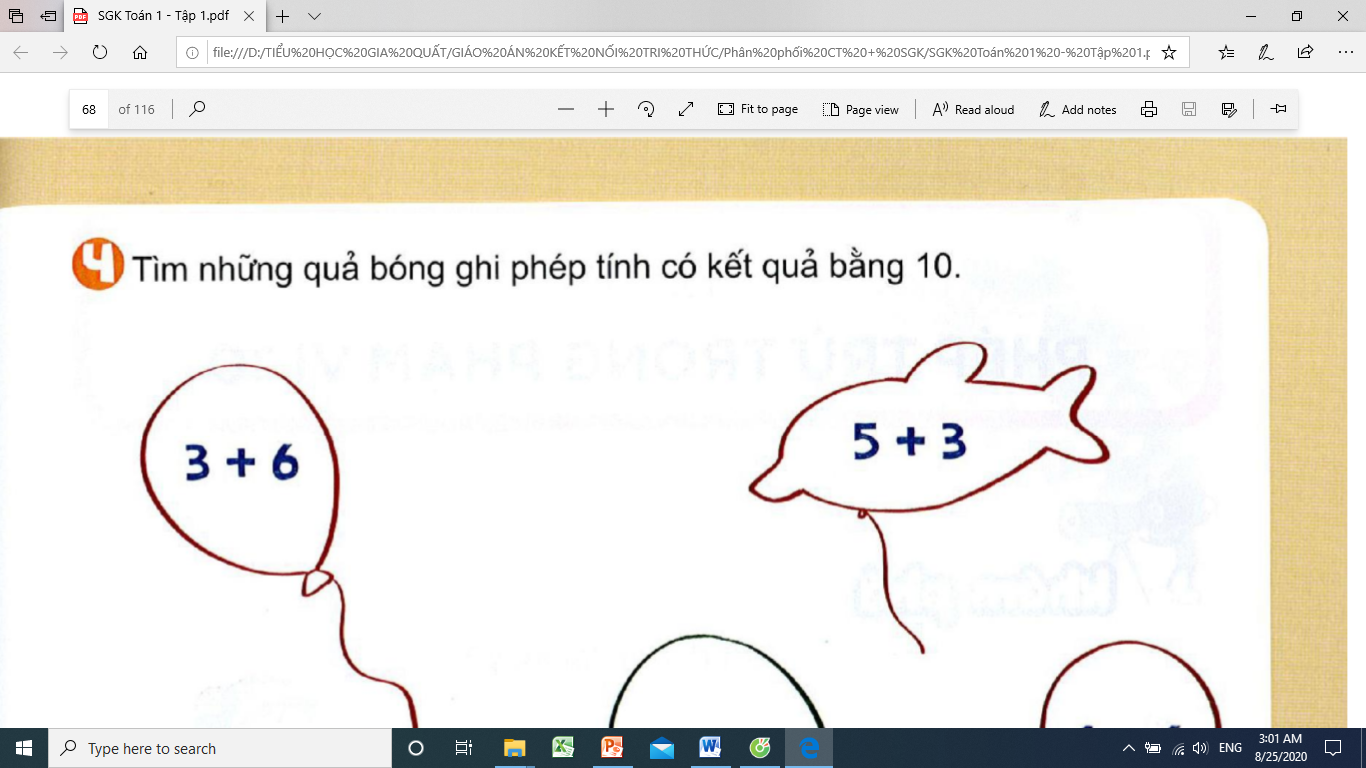 SGK Toán 1 - Tập 1.pdf
file:///D:/TIỂU%20HỌC%20GIA%20QUẤT/GIÁO%20ÁN%20KẾT%20NỐI%20TRI%20THỨC/Phân%20phối%20CT%20+%20SGK/SGK%20Toán%201%20-%20Tập%201.p
68 of 116 Fit to page Page view Read aloud Add notes
4 Tìm những quả bóng ghi phép tính có kết quả bằng 10.
3 + 6
5 + 3
Type here to search
ENG
3:01 AM
8/25/2020